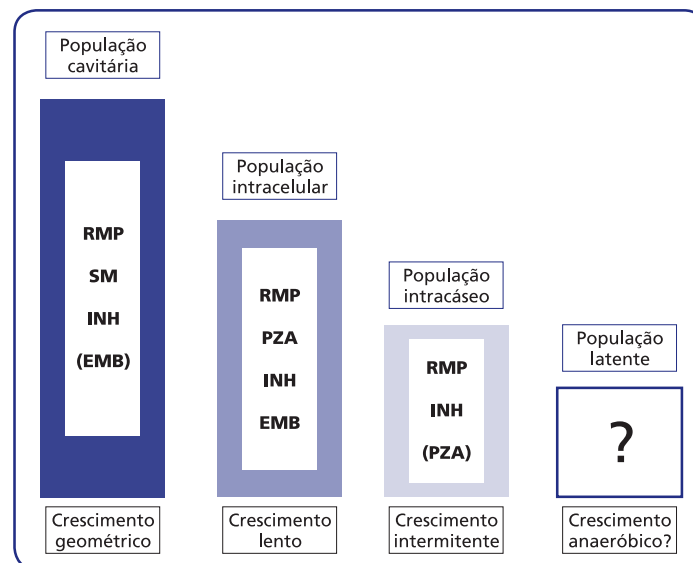 População
cavitária
RMP
SM
INH
(EMB)
Crescimento
geométrico
População
intracelular
RMP
PZA
INH
EMB
Crescimento
lento
População
intracáseo
RMP
INH
(PZA)
Crescimento
intermitente
População
latente
?
Crescimento
anaeróbico?